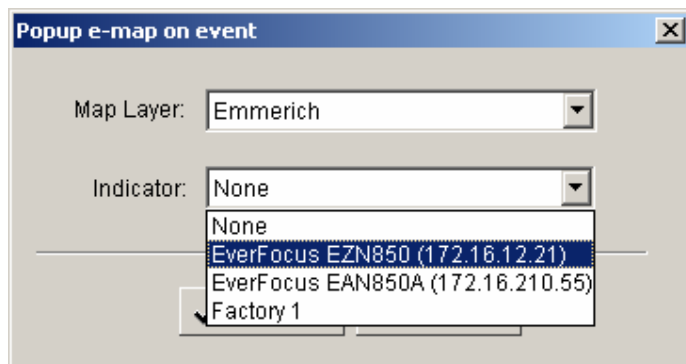 Popup e-map on event
Map Layer: Emmerich
Indicator: None
None
EverFocus EZN850 (172.16.12.21)
EverFocus EAN850A (172.16.210.55)
Factory 1